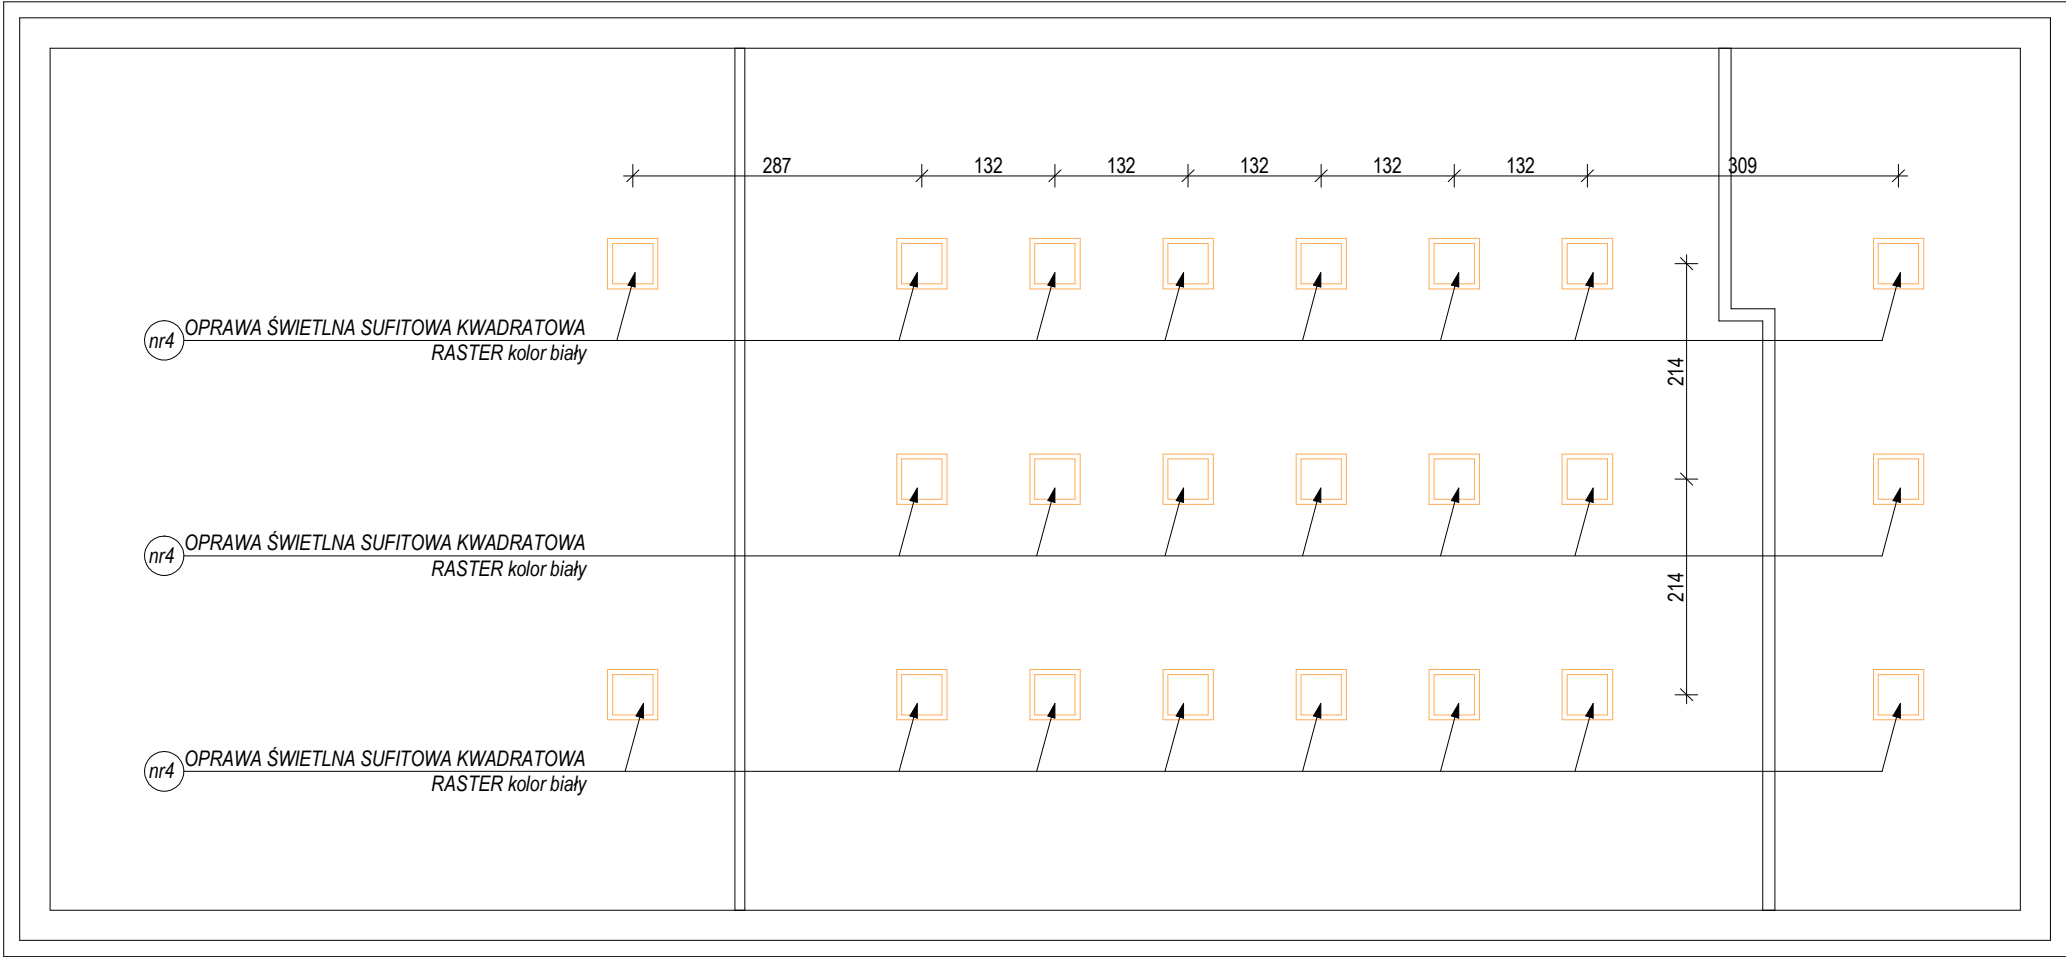 287 132 132 132 132 132 309
OPRAWA ŚWIETLNA SUFITOWA KWADRATOWA
nr4
RASTER kolor biały
214
OPRAWA ŚWIETLNA SUFITOWA KWADRATOWA
nr4
RASTER kolor biały
214
OPRAWA ŚWIETLNA SUFITOWA KWADRATOWA
nr4
RASTER kolor biały